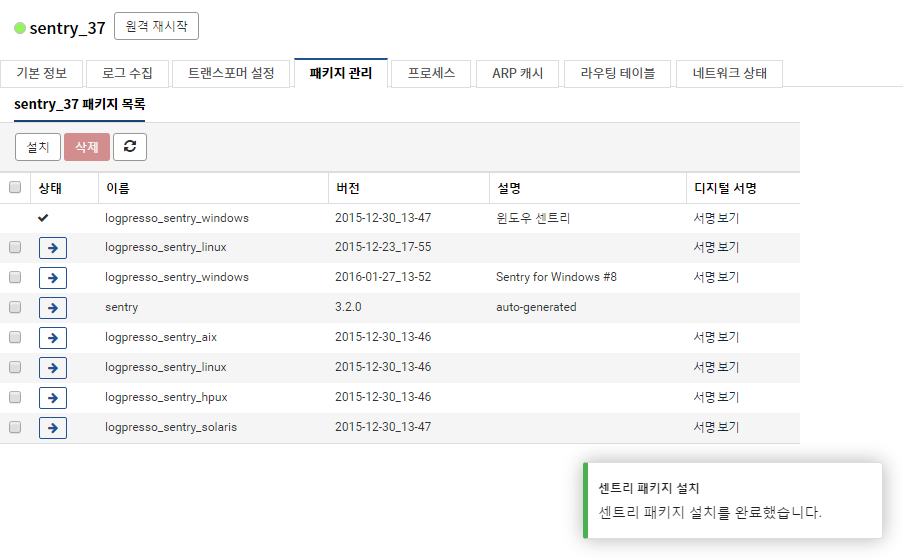 sentry_37 원격 재시작
기본 정보 로그 수집 트랜스포머 설정 패키지 관리 프로세스 ARP 캐시 라우팅 테이블 네트워크 상태
sentry_37 패키지 목록
설치 삭제
상태 이름 버전 설명 디지털 서명
logpresso_sentry_windows 2015-12-30_13-47 윈도우 센트리 서명 보기
logpresso_sentry_linux 2015-12-23_17-55 서명 보기
logpresso_sentry_windows 2016-01-27_13-52 Sentry for Windows #8 서명 보기
sentry 3.2.0 auto-generated
logpresso_sentry_aix 2015-12-30_13-46 서명 보기
logpresso_sentry_linux 2015-12-30_13-46 서명 보기
logpresso_sentry_hpux 2015-12-30_13-46 서명 보기
logpresso_sentry_solaris 2015-12-30_13-47 서명 보기
센트리 패키지 설치
센트리 패키지 설치를 완료했습니다.